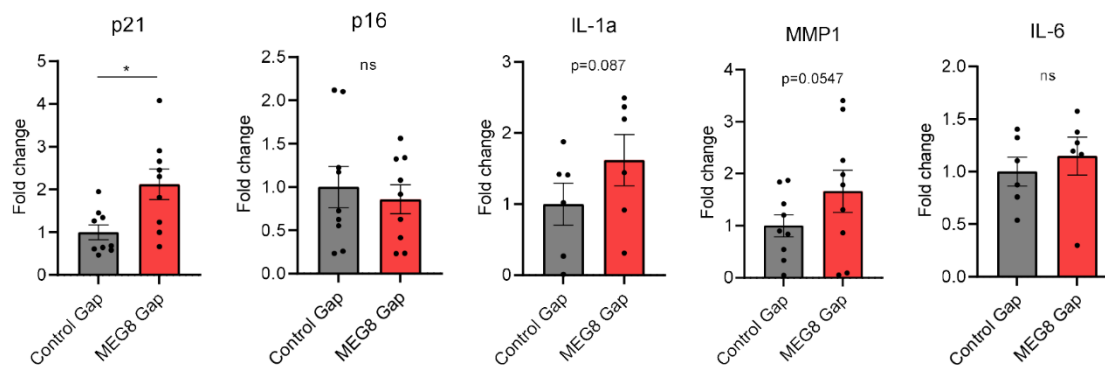 p21
Fold change
5
4
3
2
1
0
*
Control Gap
MEG8 Gap
p16
Fold change
2.5
2.0
1.5
1.0
0.5
0.0
ns
Control Gap
MEG8 Gap
IL-1a
Fold change
3
2
1
0
p=0.087
Control Gap
MEG8 Gap
MMP1
Fold change
4
3
2
1
0
p=0.0547
Control Gap
MEG8 Gap
IL-6
Fold change
2.0
1.5
1.0
0.5
0.0
ns
Control Gap
MEG8 Gap